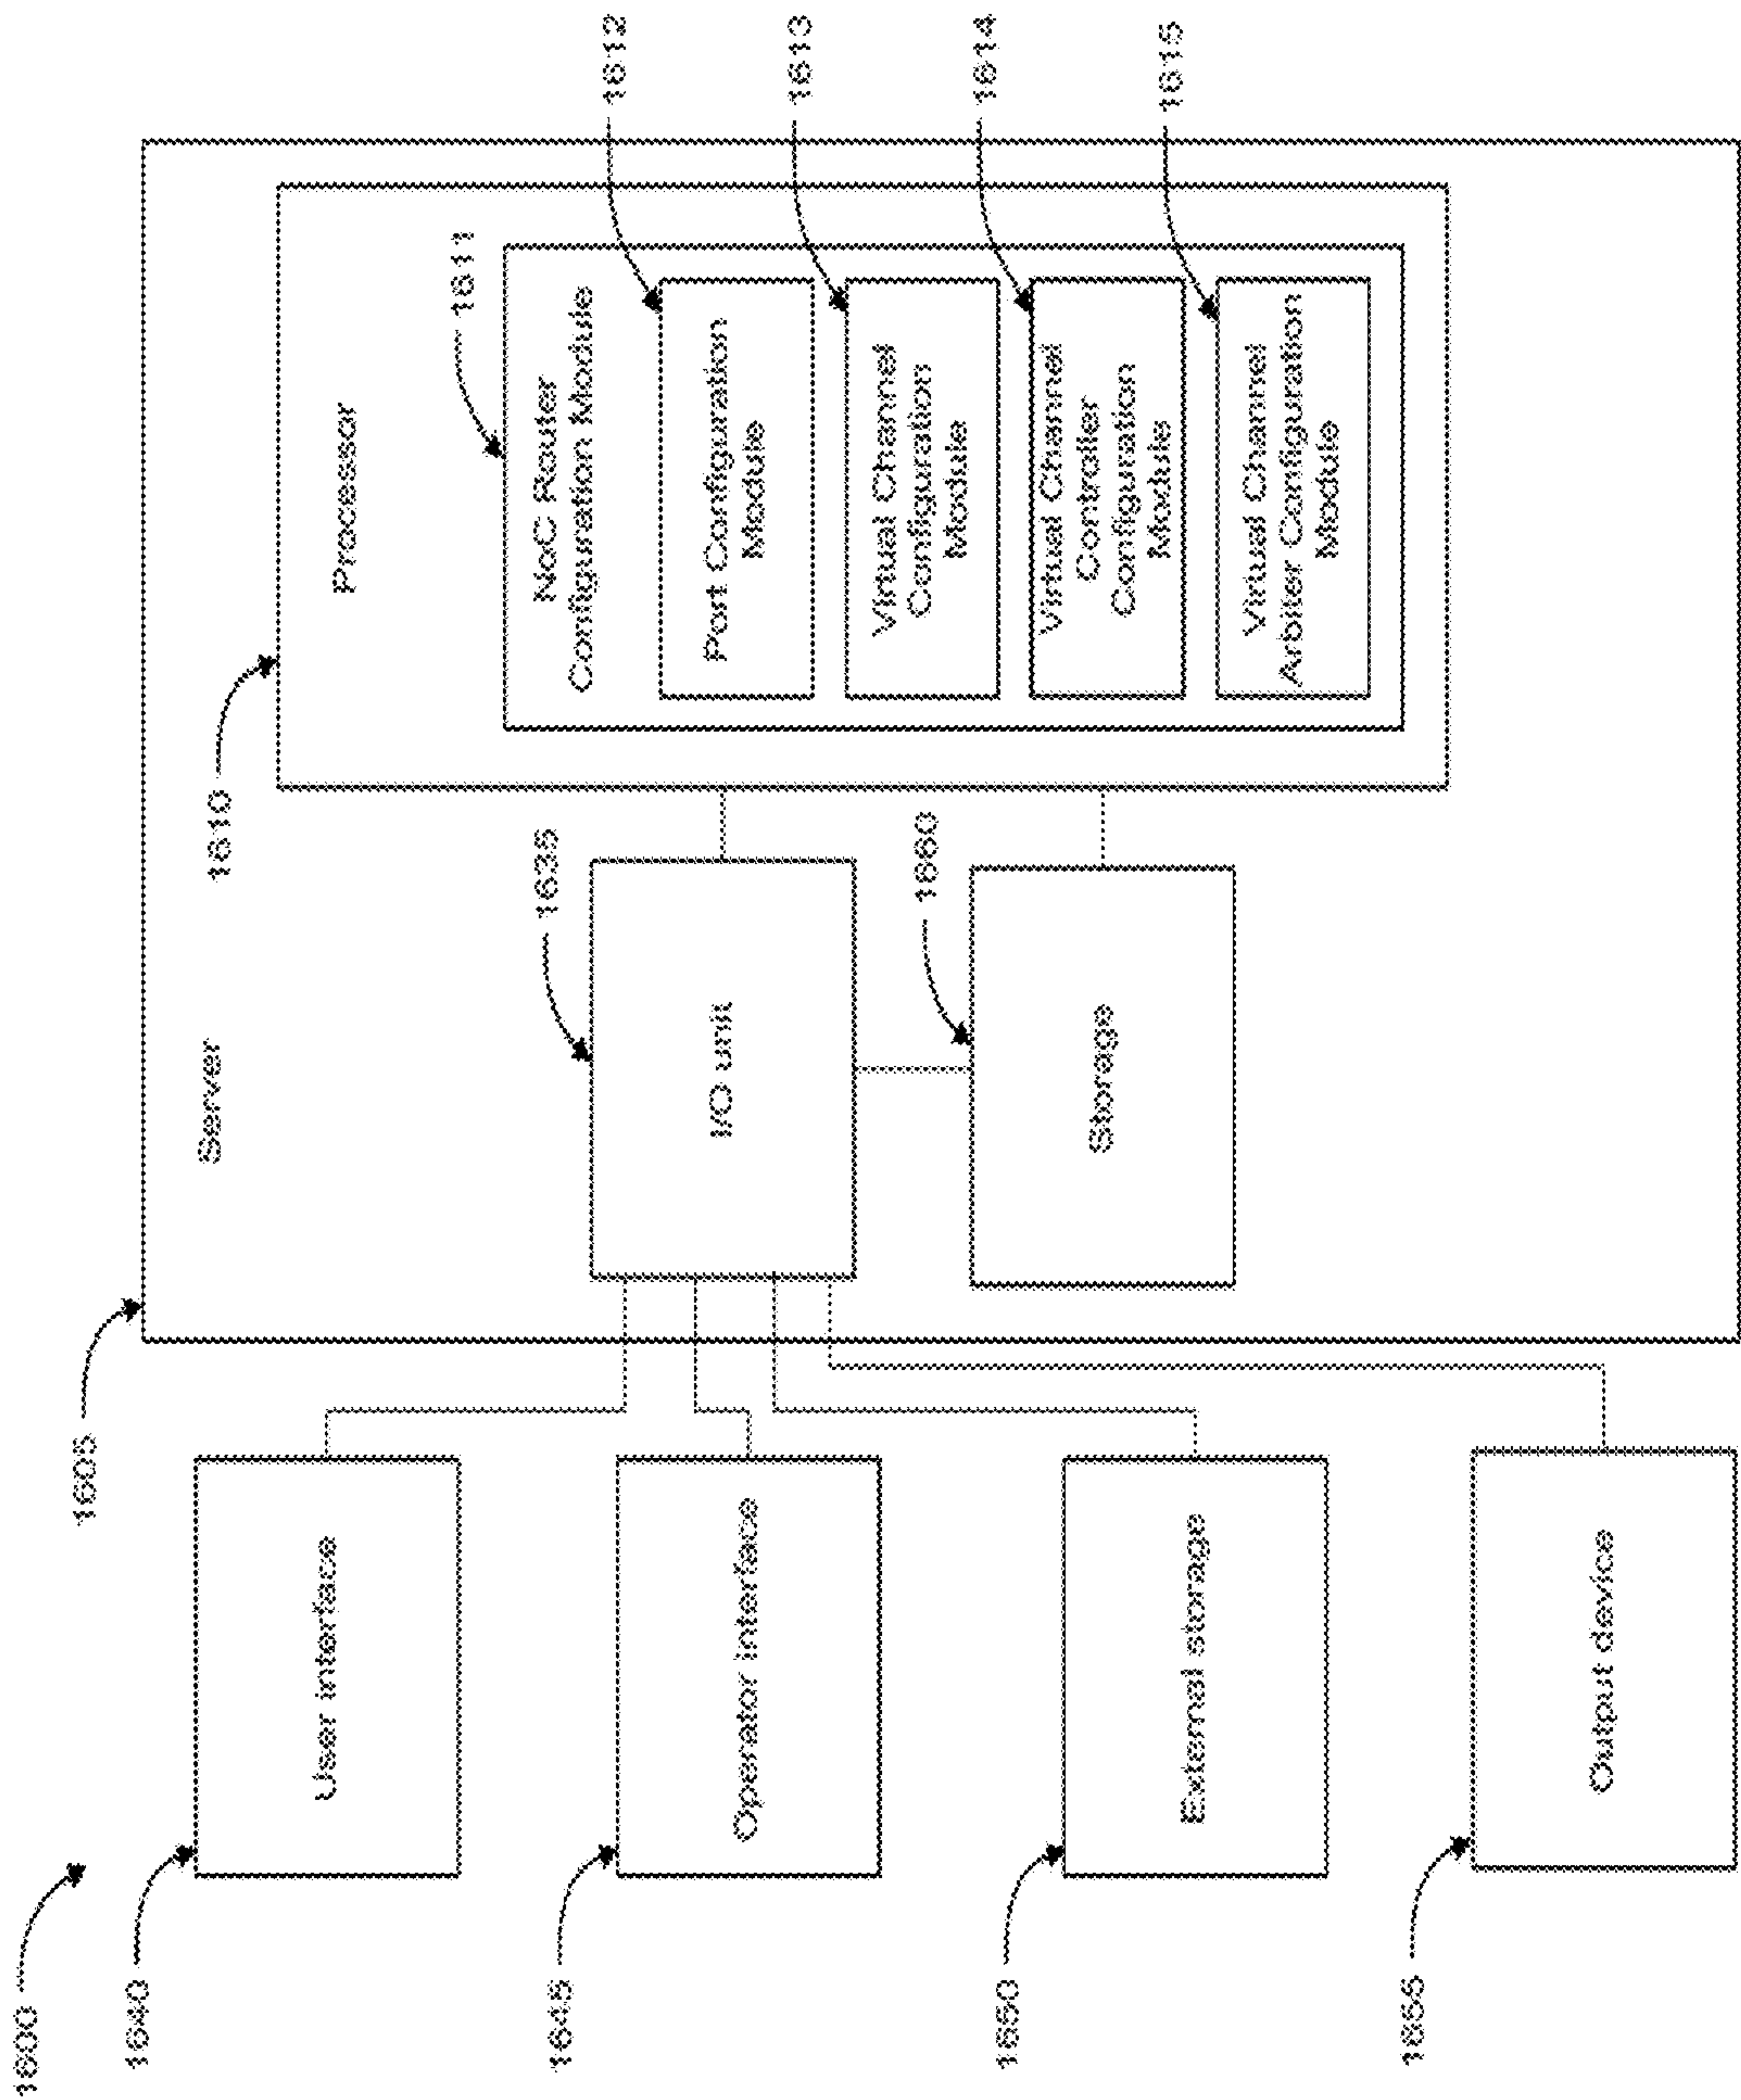 1600
1605
Server
1610
Processor
1611
NoC Router
Configuration Module
1612
Port Configuration
Module
1613
Virtual Channel
Configuration
Module
1614
Virtual Channel
Controller
Configuration
Module
1615
Virtual Channel
Arbiter Configuration
Module
1635
I/O unit
1660
Storage
1640
User interface
1645
Operator interface
1650
External storage
1655
Output device